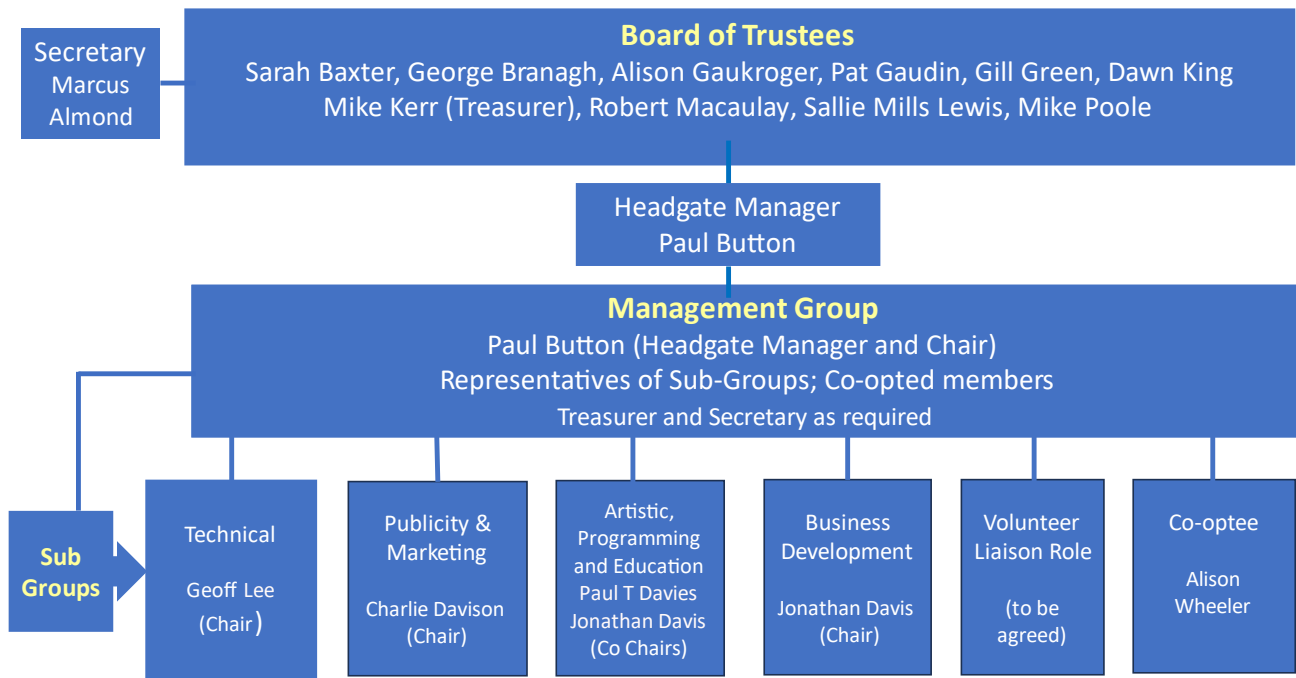 Secretary
Marcus
Almond
Board of Trustees
Sarah Baxter, George Branagh, Alison Gaukroger, Pat Gaudin, Gill Green, Dawn King
Mike Kerr (Treasurer), Robert Macaulay, Sallie Mills Lewis, Mike Poole
Headgate Manager
Paul Button
Management Group
Paul Button (Headgate Manager and Chair)
Representatives of Sub-Groups; Co-opted members
Treasurer and Secretary as required
Sub
Groups
Technical
Geoff Lee
(Chair)
Publicity &
Marketing
Charlie Davison
(Chair)
Artistic,
Programming
and Education
Paul T Davies
Jonathan Davis
(Co Chairs)
Business
Development
Jonathan Davis
(Chair)
Volunteer
Liaison Role
(to be
agreed)
Co-optee
Alison
Wheeler